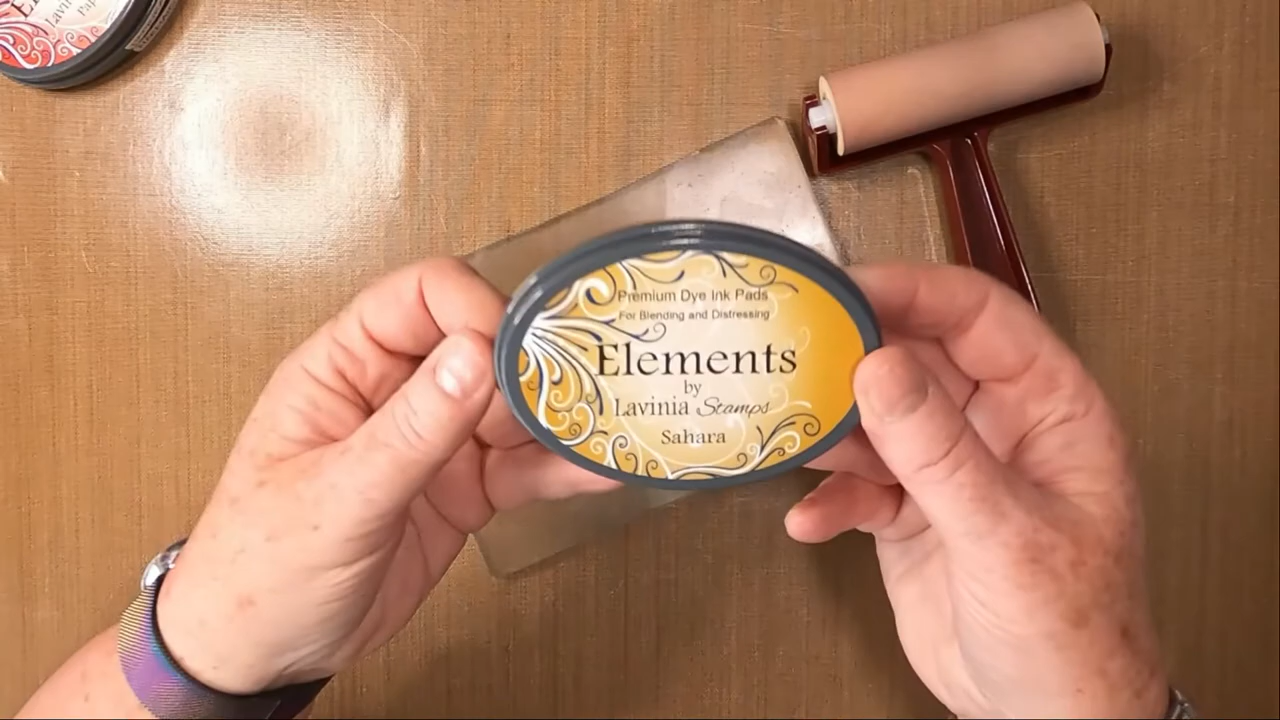 Premium Dye Ink Pads
For Blending and Distressing
Elements
by
Lavinia Stamps
Sahara